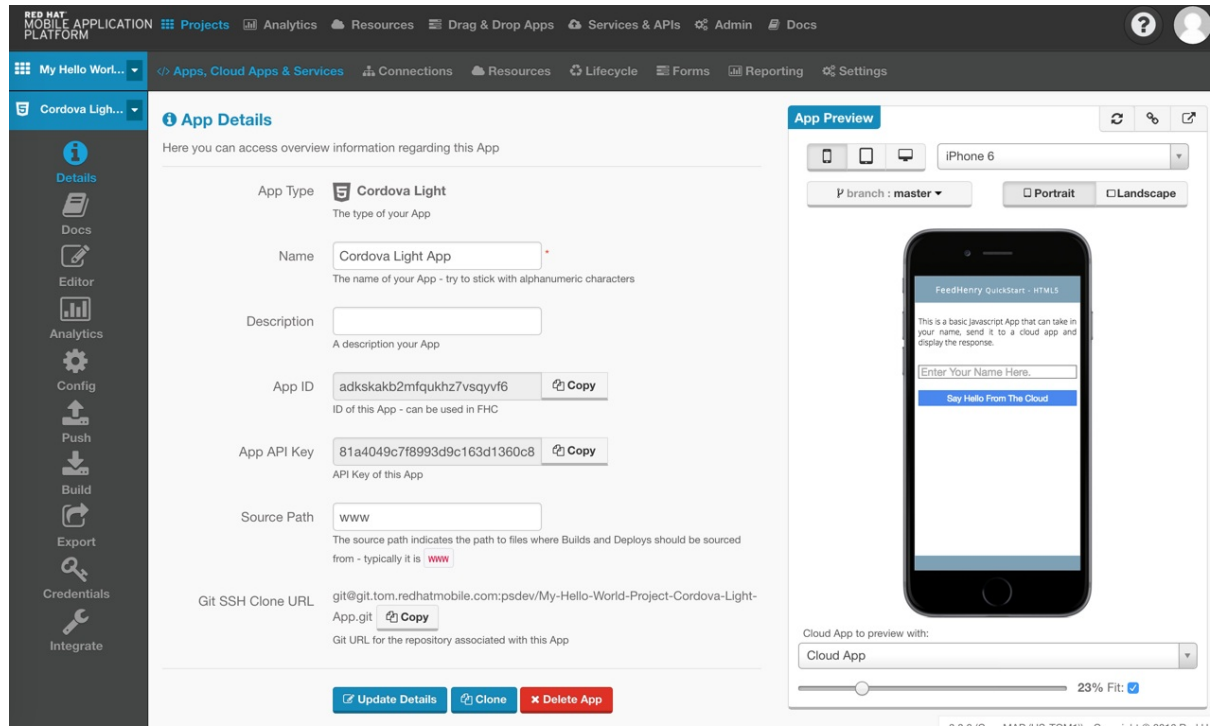 RED HAT
MOBILE APPLICATION
PLATFORM
Projects Analytics Resources Drag & Drop Apps Services & APIs Admin Docs
My Hello Worl...
Apps, Cloud Apps & Services Connections Resources Lifecycle Forms Reporting Settings
Cordova Ligh...
Details
Docs
Editor
Analytics
Config
Push
Build
Export
Credentials
Integrate
App Details
Here you can access overview information regarding this App
App Type Cordova Light
The type of your App
Name Cordova Light App *
The name of your App - try to stick with alphanumeric characters
Description
A description your App
App ID adkskakb2mfqukhz7vsqyvf6 Copy
ID of this App - can be used in FHC
App API Key 81a4049c7f8993d9c163d1360c8 Copy
API Key of this App
Source Path www
The source path indicates the path to files where Builds and Deploys should be sourced
from - typically it is www
Git SSH Clone URL git@git.tom.redhatmobile.com:psdev/My-Hello-World-Project-Cordova-Light-
App.git Copy
Git URL for the repository associated with this App
Update Details Clone Delete App
App Preview
iPhone 6
branch : master Portrait Landscape
FeedHenry QuickStart - HTML5
This is a basic Javascript App that can take in
your name, send it to a cloud app and
display the response.
Enter Your Name Here.
Say Hello From The Cloud
Cloud App to preview with:
Cloud App
23% Fit: